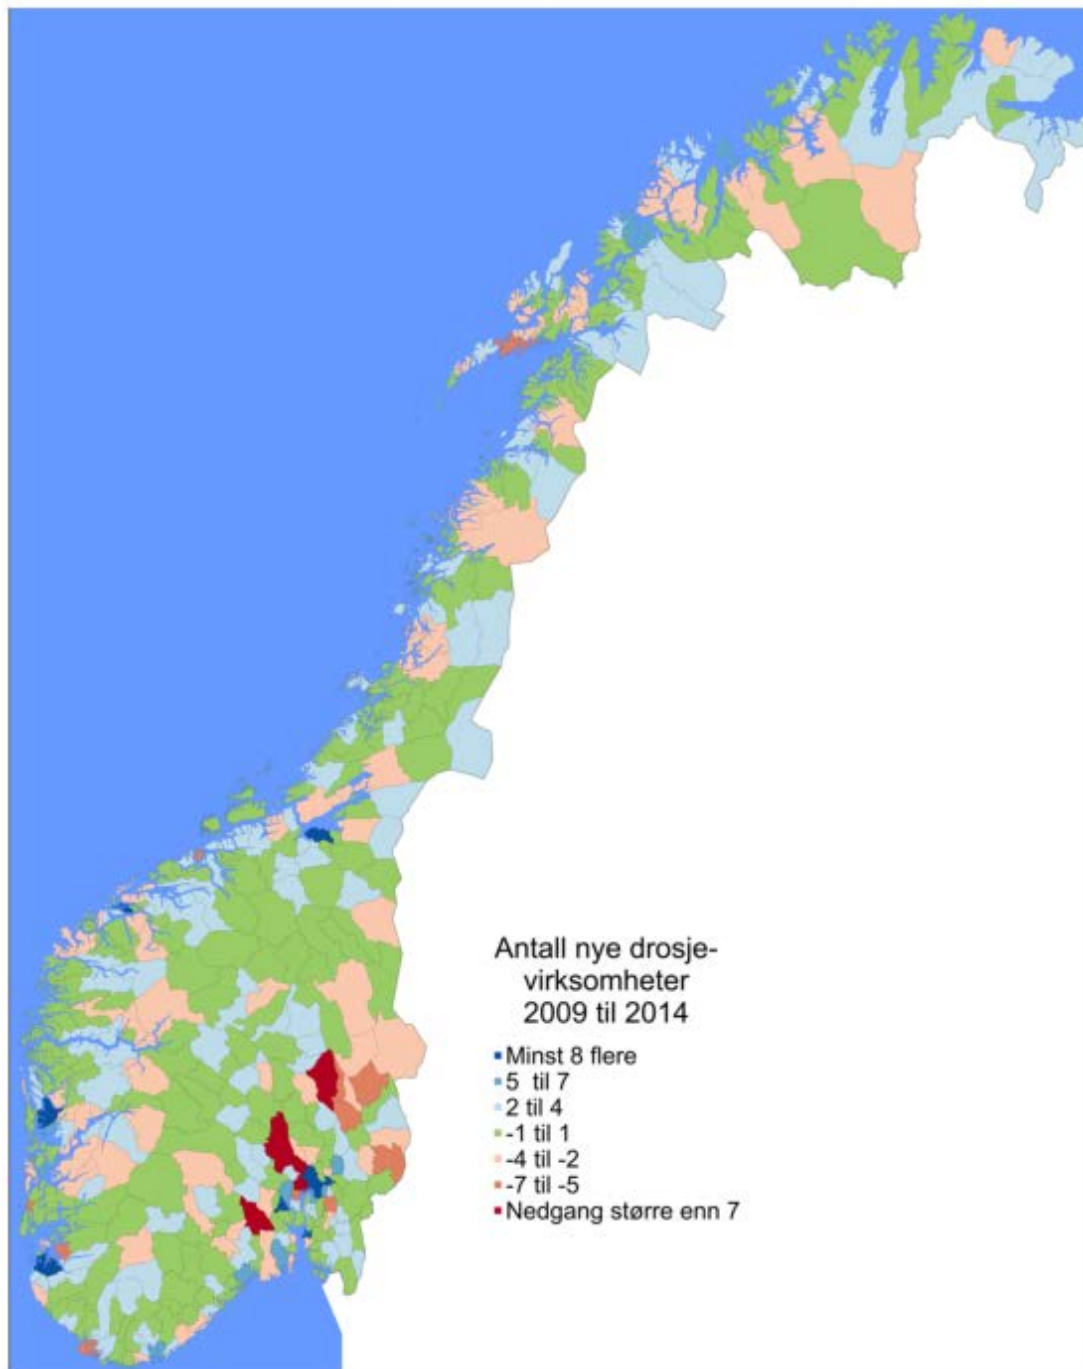 Antall nye drosje-
virksomheter
2009 til 2014
Minst 8 flere
5 til 7
2 til 4
-1 til 1
-4 til -2
-7 til -5
Nedgang større enn 7